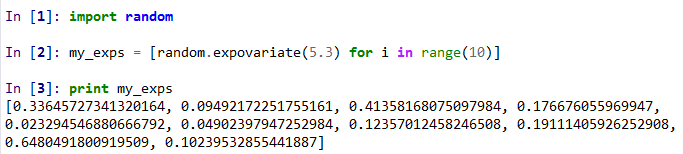 In [1]: import random
In [2]: my_exps = [random.expovariate(5.3) for i in range(10)]
In [3]: print my_exps
[0.33645727341320164, 0.09492172251755161, 0.41358168075097984, 0.176676055969947,
0.023294546880666792, 0.04902397947252984, 0.12357012458246508, 0.19111405926252908,
0.6480491800919509, 0.10239532855441887]